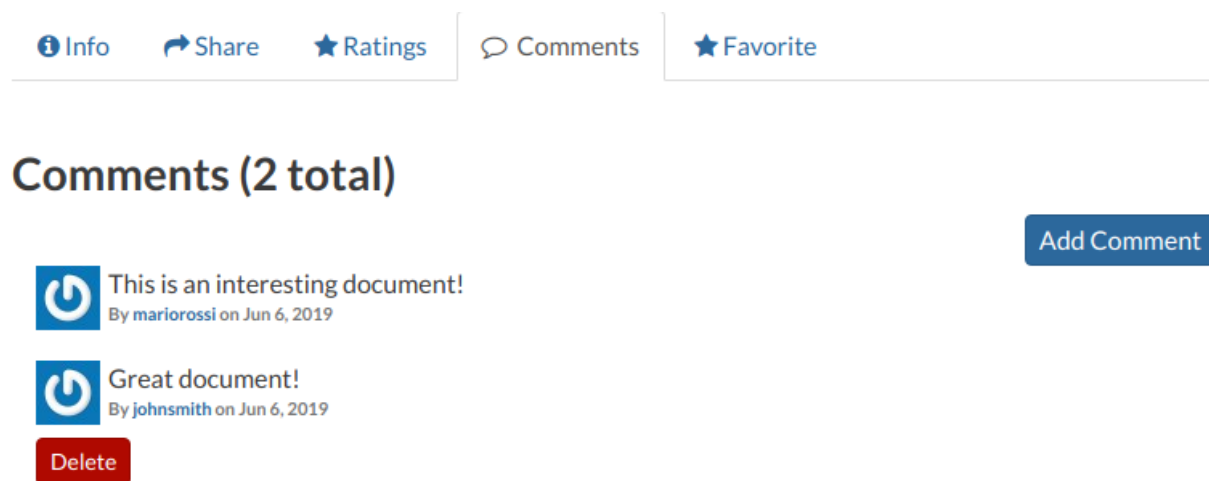 Info Share Ratings Comments Favorite
Comments (2 total)
Add Comment
This is an interesting document!
By mariorossi on Jun 6, 2019
Great document!
By johnsmith on Jun 6, 2019
Delete